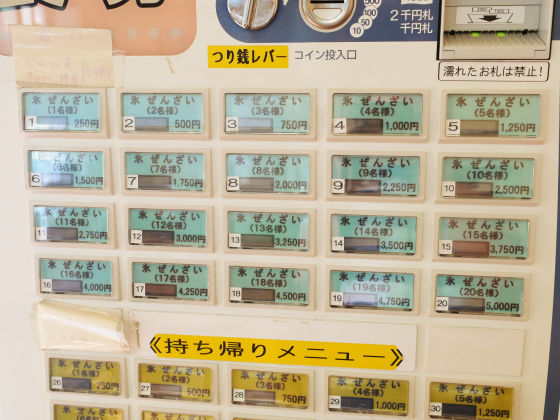 500
100
50
10
2千円札
千円札
つり銭レバー
コイン投入口
濡れたお札は禁止!
氷 ぜんざい
(1名様)
1 250円
氷 ぜんざい
(2名様)
2 500円
氷 ぜんざい
(3名様)
3 750円
氷 ぜんざい
(4名様)
4 1,000円
氷 ぜんざい
(5名様)
5 1,250円
氷 ぜんざい
(6名様)
6 1,500円
氷 ぜんざい
(7名様)
7 1,750円
氷 ぜんざい
(8名様)
8 2,000円
氷 ぜんざい
(9名様)
9 2,250円
氷 ぜんざい
(10名様)
10 2,500円
氷 ぜんざい
(11名様)
11 2,750円
氷 ぜんざい
(12名様)
12 3,000円
氷 ぜんざい
(13名様)
13 3,250円
氷 ぜんざい
(14名様)
14 3,500円
氷 ぜんざい
(15名様)
15 3,750円
氷 ぜんざい
(16名様)
16 4,000円
氷 ぜんざい
(17名様)
17 4,250円
氷 ぜんざい
(18名様)
18 4,500円
氷 ぜんざい
(19名様)
19 4,750円
氷 ぜんざい
(20名様)
20 5,000円
《持ち帰りメニュー》
氷 ぜんざい
(1名様)
26 250円
氷 ぜんざい
(2名様)
27 500円
氷 ぜんざい
(3名様)
28 750円
氷 ぜんざい
(4名様)
29 1,000円
氷 ぜんざい
(5名様)
30 1,250円
氷 ぜんざい
氷 ぜんざい
氷 ぜんざい